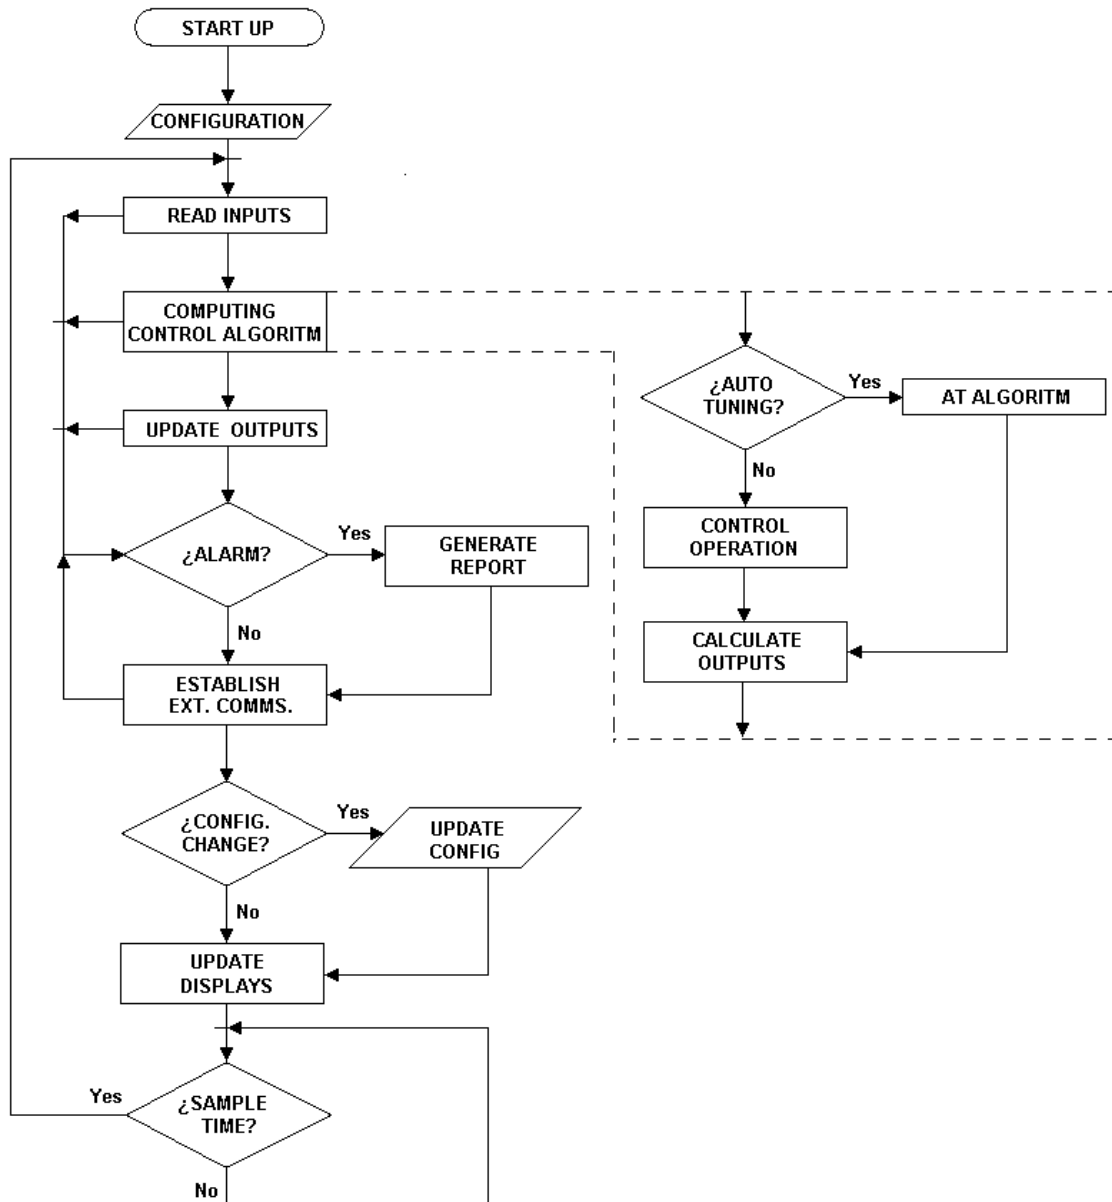 START UP
CONFIGURATION
READ INPUTS
COMPUTING
CONTROL ALGORITM
UPDATE OUTPUTS
¿ALARM?
Yes
GENERATE
REPORT
No
ESTABLISH
EXT. COMMS.
¿CONFIG.
CHANGE?
Yes
UPDATE
CONFIG
No
UPDATE
DISPLAYS
¿SAMPLE
TIME?
Yes
No
¿AUTO
TUNING?
Yes
AT ALGORITM
No
CONTROL
OPERATION
CALCULATE
OUTPUTS